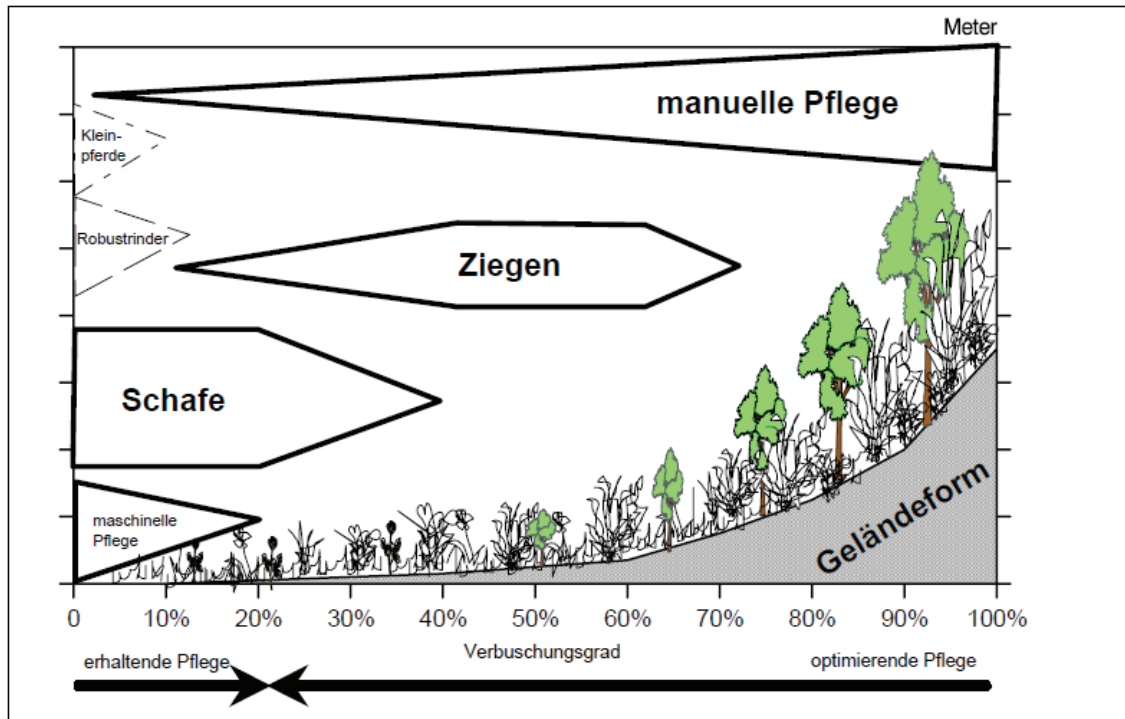 Meter
manuelle Pflege
Klein-
pferde
Robustrinder
Ziegen
Schafe
maschinelle
Pflege
Geländeform
0 10% 20% 30% 40% 50% 60% 70% 80% 90% 100%
Verbuschungsgrad
erhaltende Pflege optimierende Pflege